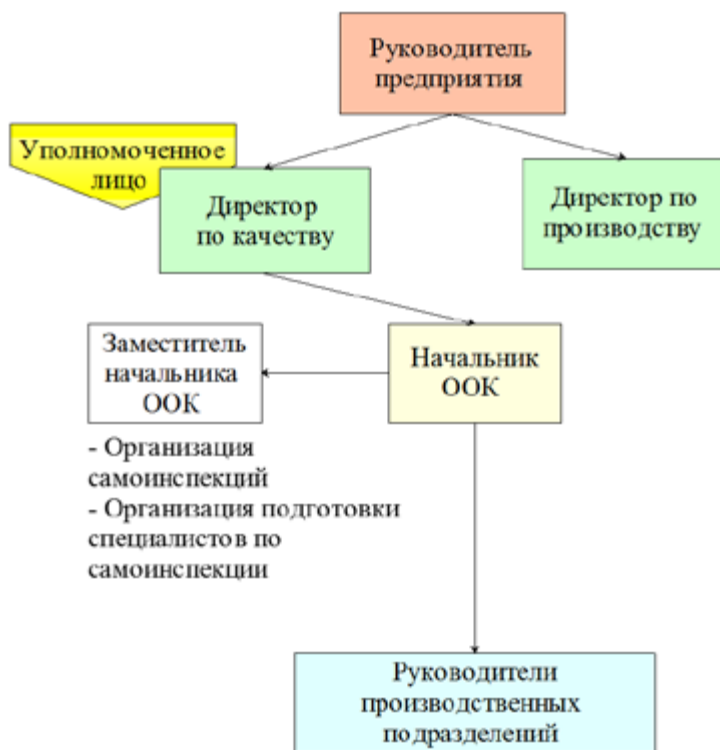 Руководитель
предприятия
Уполномоченное
лицо
Директор
по качеству
Директор по
производству
Заместитель
начальника
ООК
Начальник
ООК
- Организация
самоинспекций
- Организация подготовки
специалистов по
самоинспекции
Руководители
производственных
подразделений